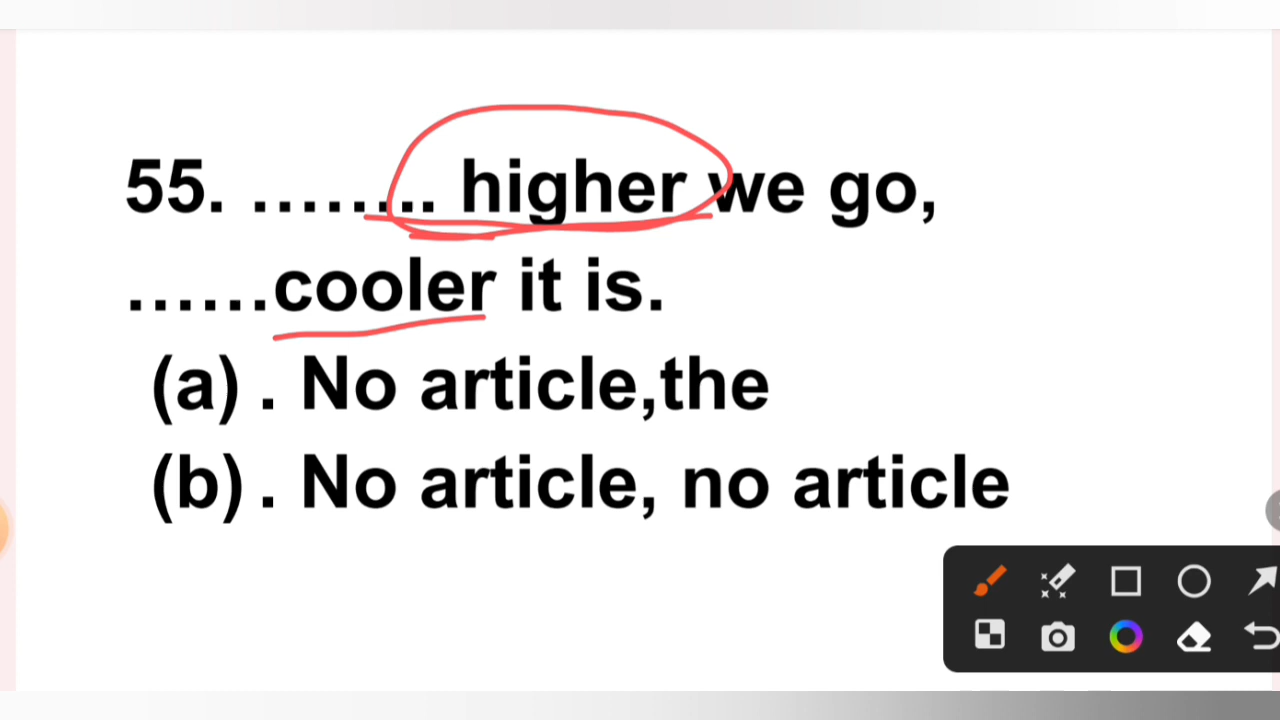 55. ........ higher we go,
......cooler it is.
(a) . No article,the
(b) . No article, no article